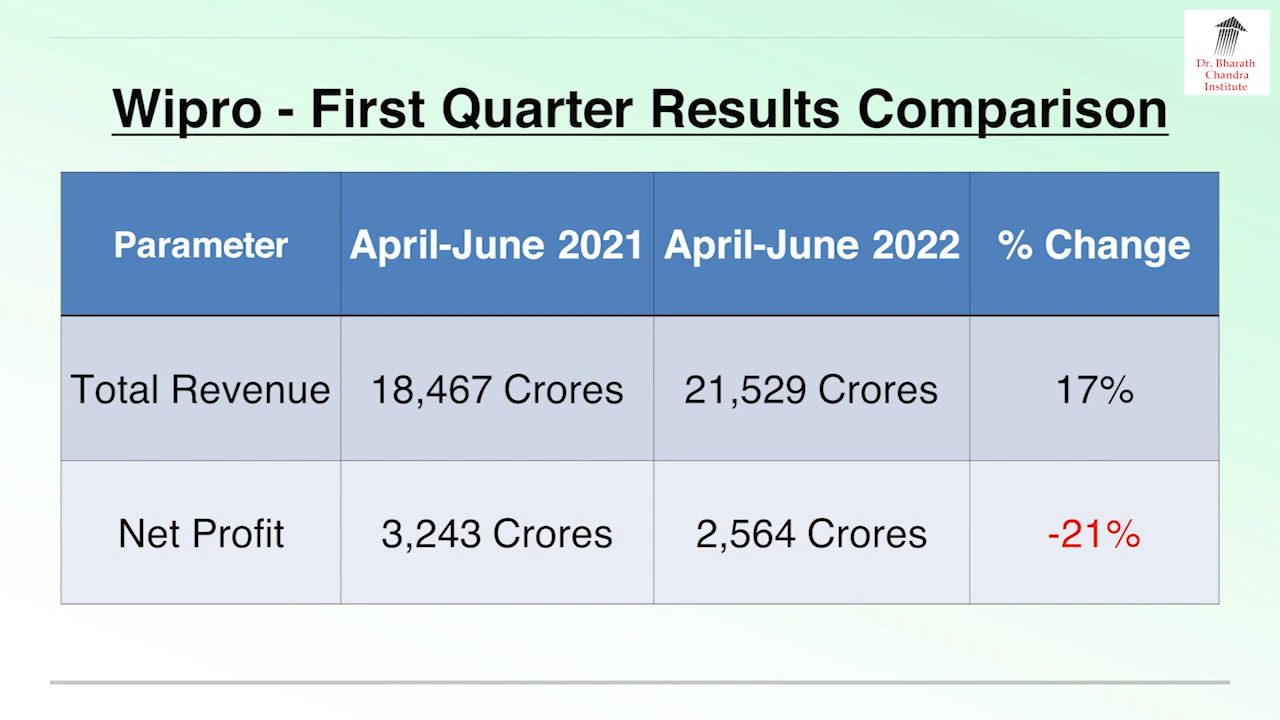 Dr. Bharath
Chandra
Institute
Wipro - First Quarter Results Comparison
Parameter April-June 2021 April-June 2022 % Change
Total Revenue 18,467 Crores 21,529 Crores 17%
Net Profit 3,243 Crores 2,564 Crores -21%